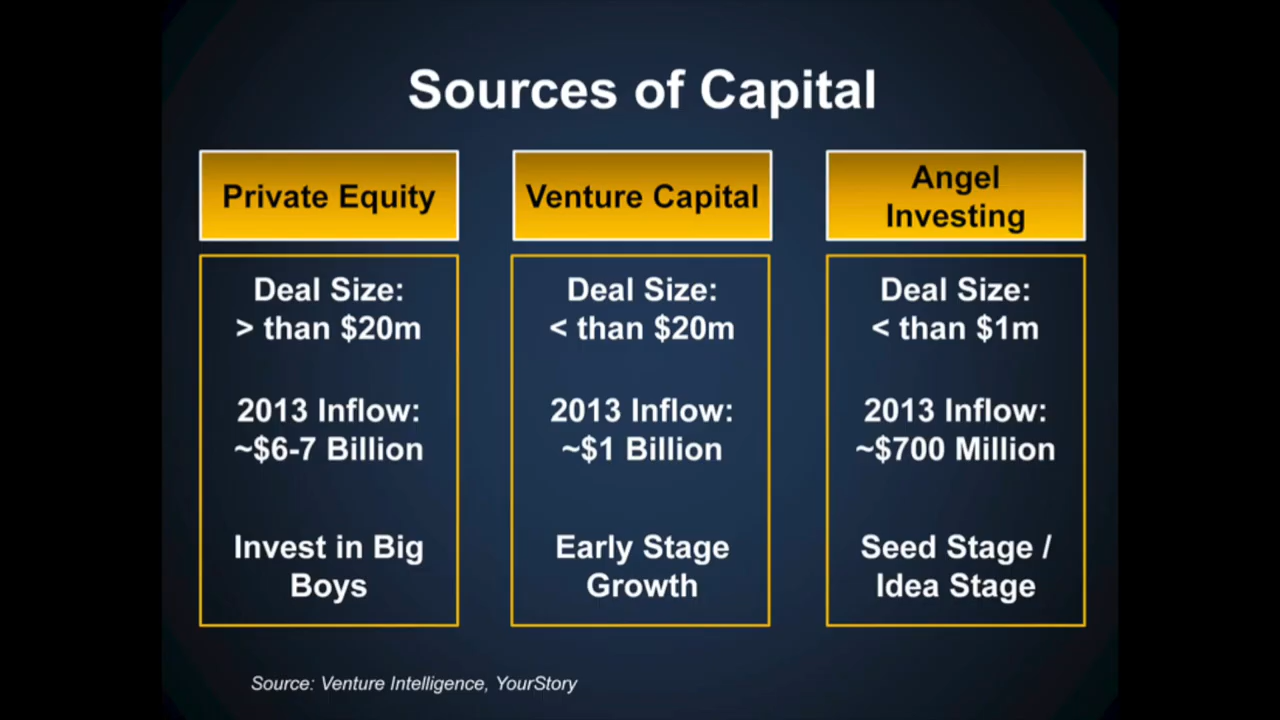 Sources of Capital
Private Equity
Deal Size:
> than $20m
2013 Inflow:
~$6-7 Billion
Invest in Big
Boys
Venture Capital
Deal Size:
< than $20m
2013 Inflow:
~$1 Billion
Early Stage
Growth
Angel
Investing
Deal Size:
< than $1m
2013 Inflow:
~$700 Million
Seed Stage /
Idea Stage
Source: Venture Intelligence, YourStory